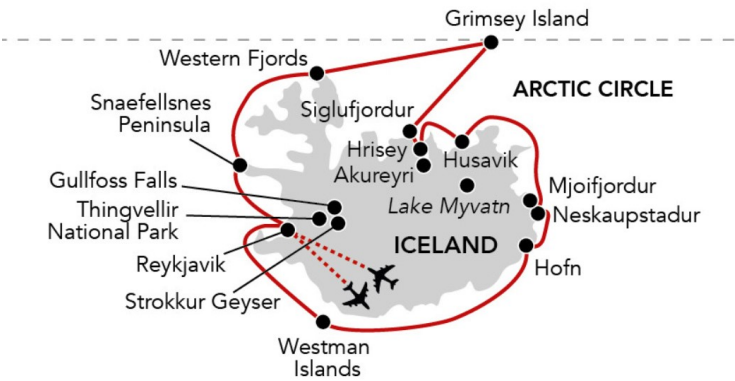 Grimsey Island
Western Fjords
ARCTIC CIRCLE
Snaefellsnes
Peninsula
Siglufjordur
Hrisey
Akureyri
Husavik
Gullfoss Falls
Thingvellir
National Park
Lake Myvatn
Mjoifjordur
Neskaupstadur
Reykjavik
ICELAND
Hofn
Strokkur Geyser
Westman
Islands